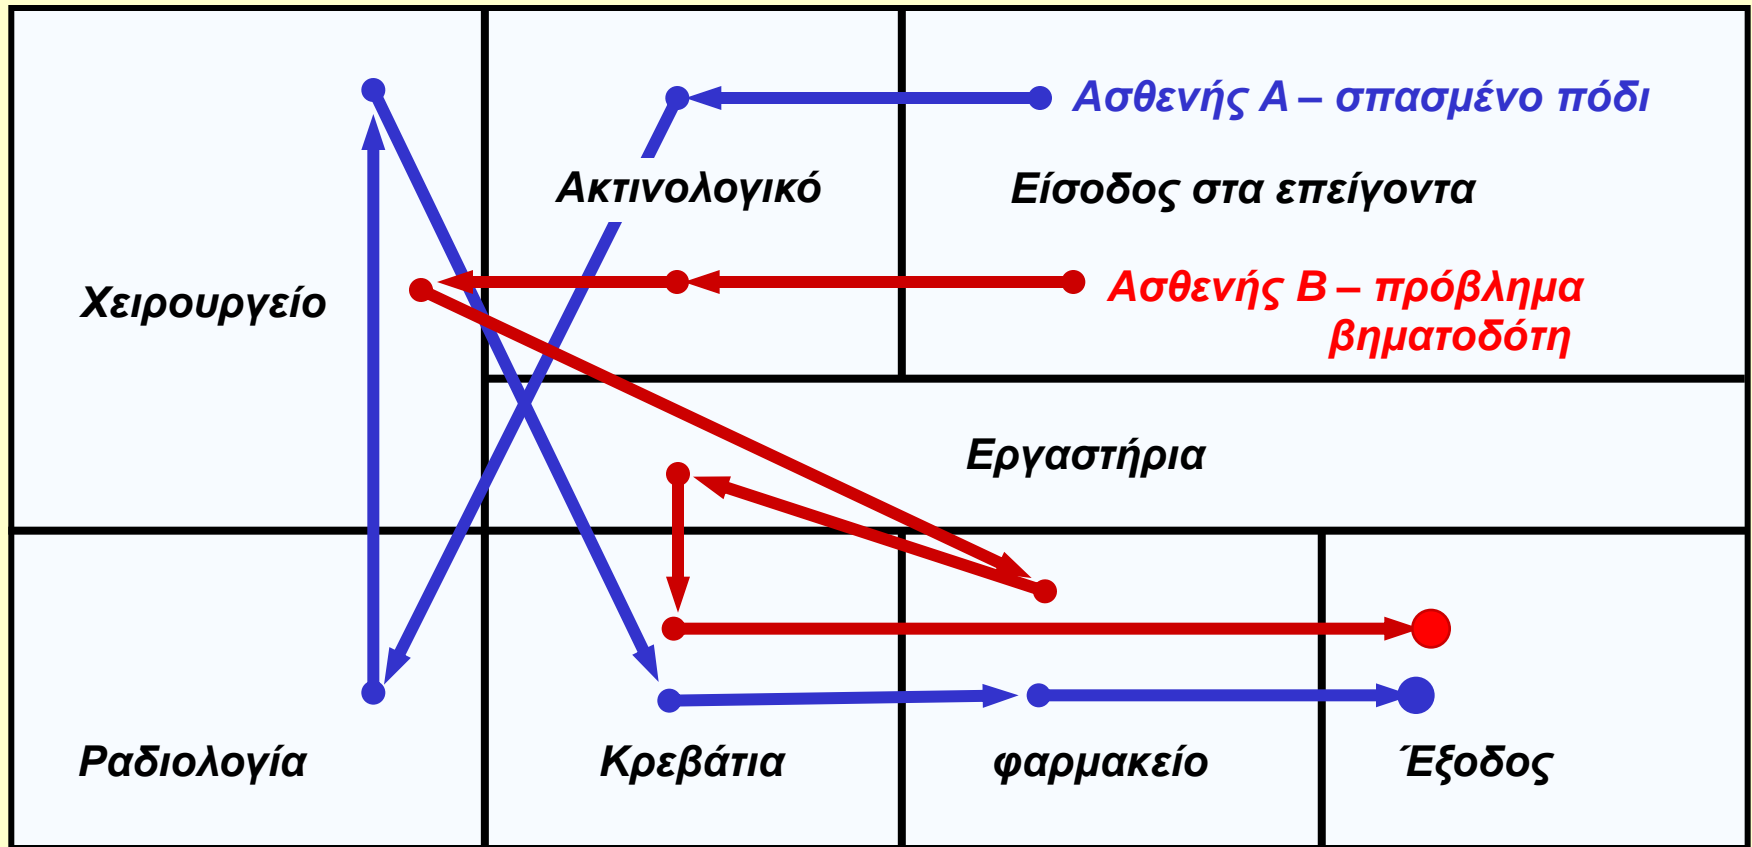 Ασθενής Α – σπασμένο πόδι
Ακτινολογικό
Είσοδος στα επείγοντα
Χειρουργείο
Ασθενής Β – πρόβλημα
βηματοδότη
Εργαστήρια
Ραδιολογία
Κρεβάτια
φαρμακείο
Έξοδος